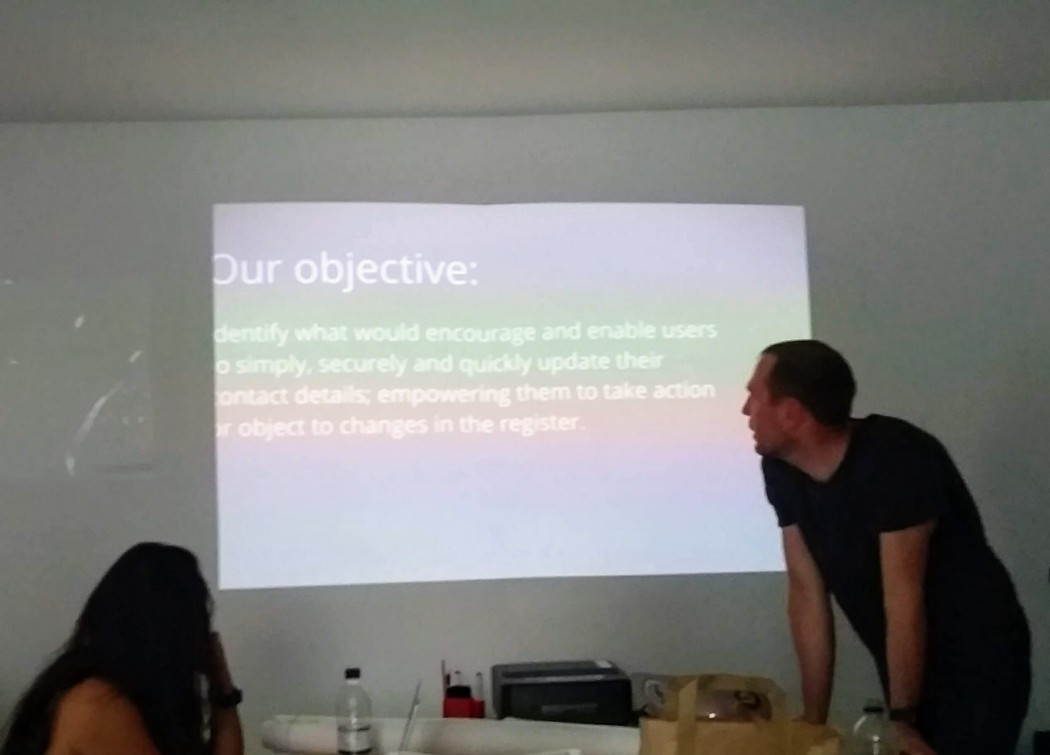 Our objective:
dentify what would encourage and enable users
o simply, securely and quickly update their
ontact details; empowering them to take action
or object to changes in the register.